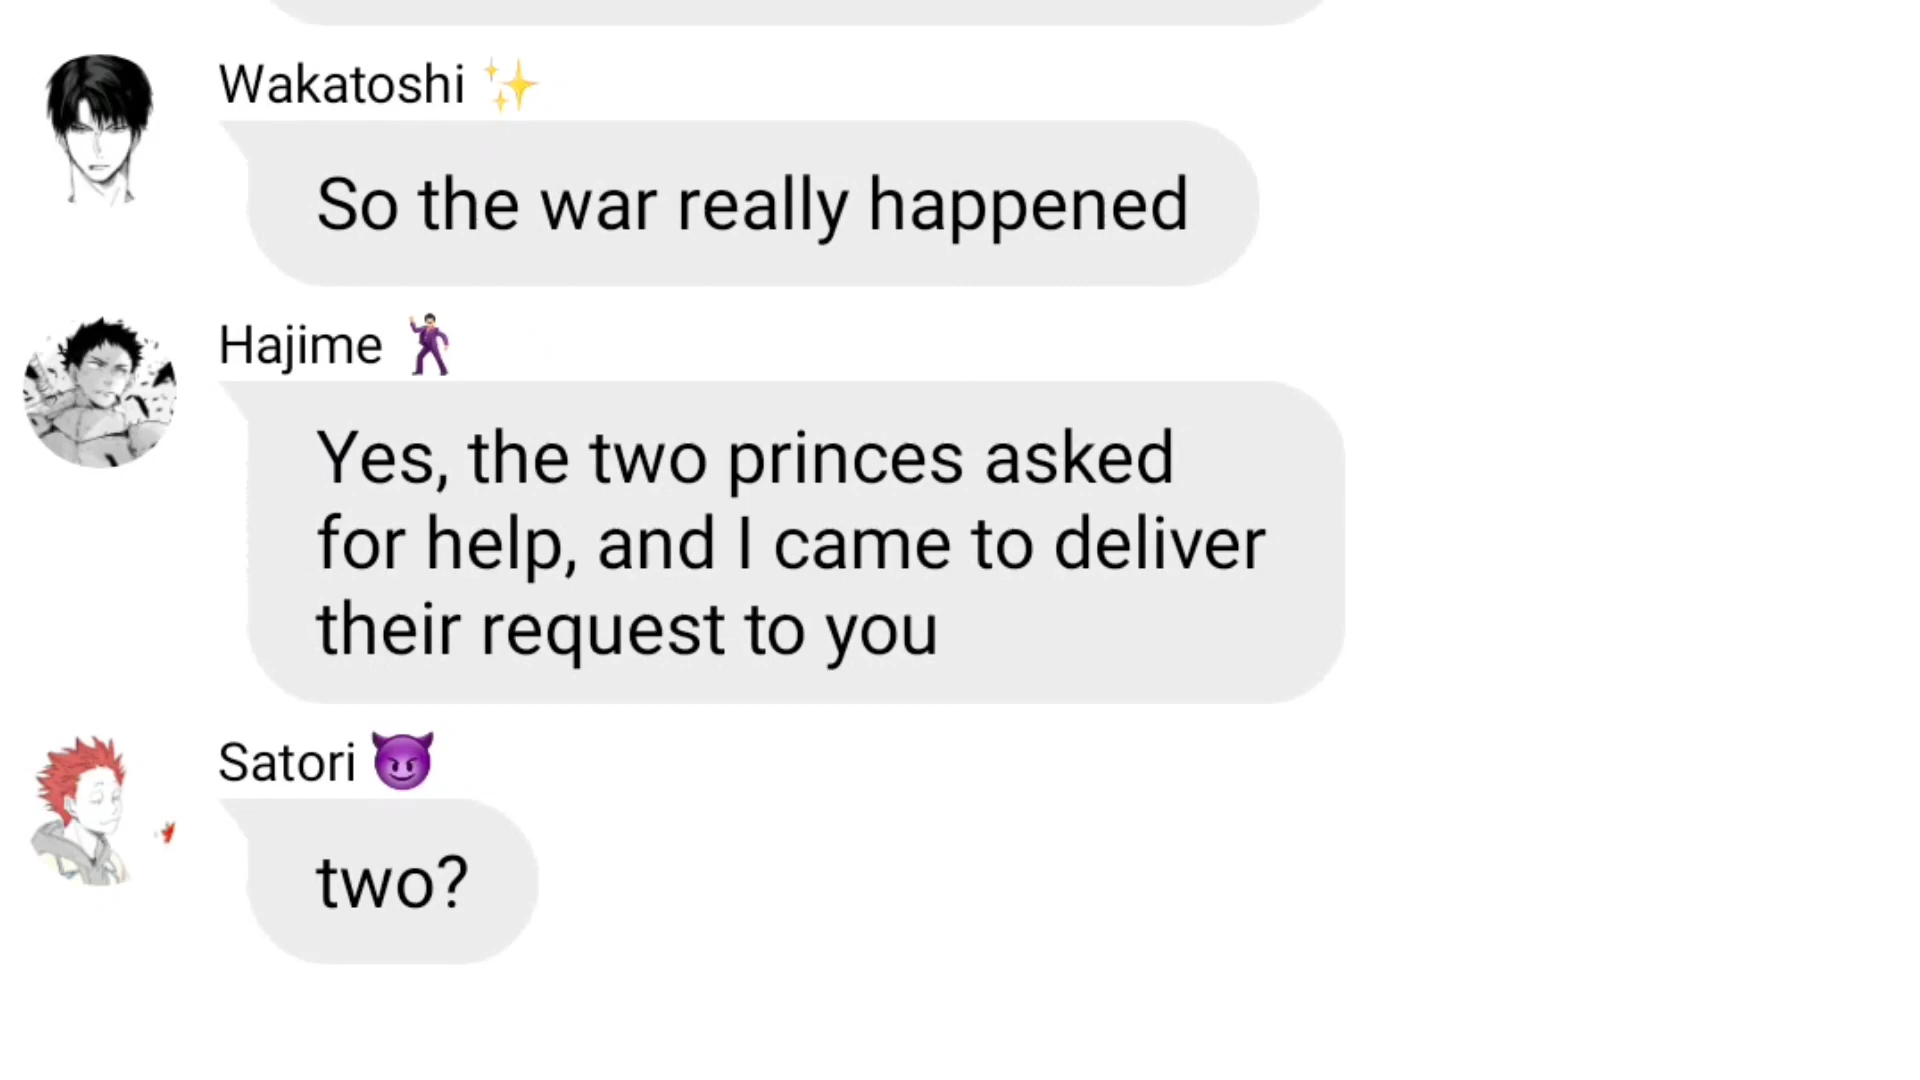 Wakatoshi ✨
So the war really happened
Hajime 🕺
Yes, the two princes asked
for help, and I came to deliver
their request to you
Satori 😈
two?